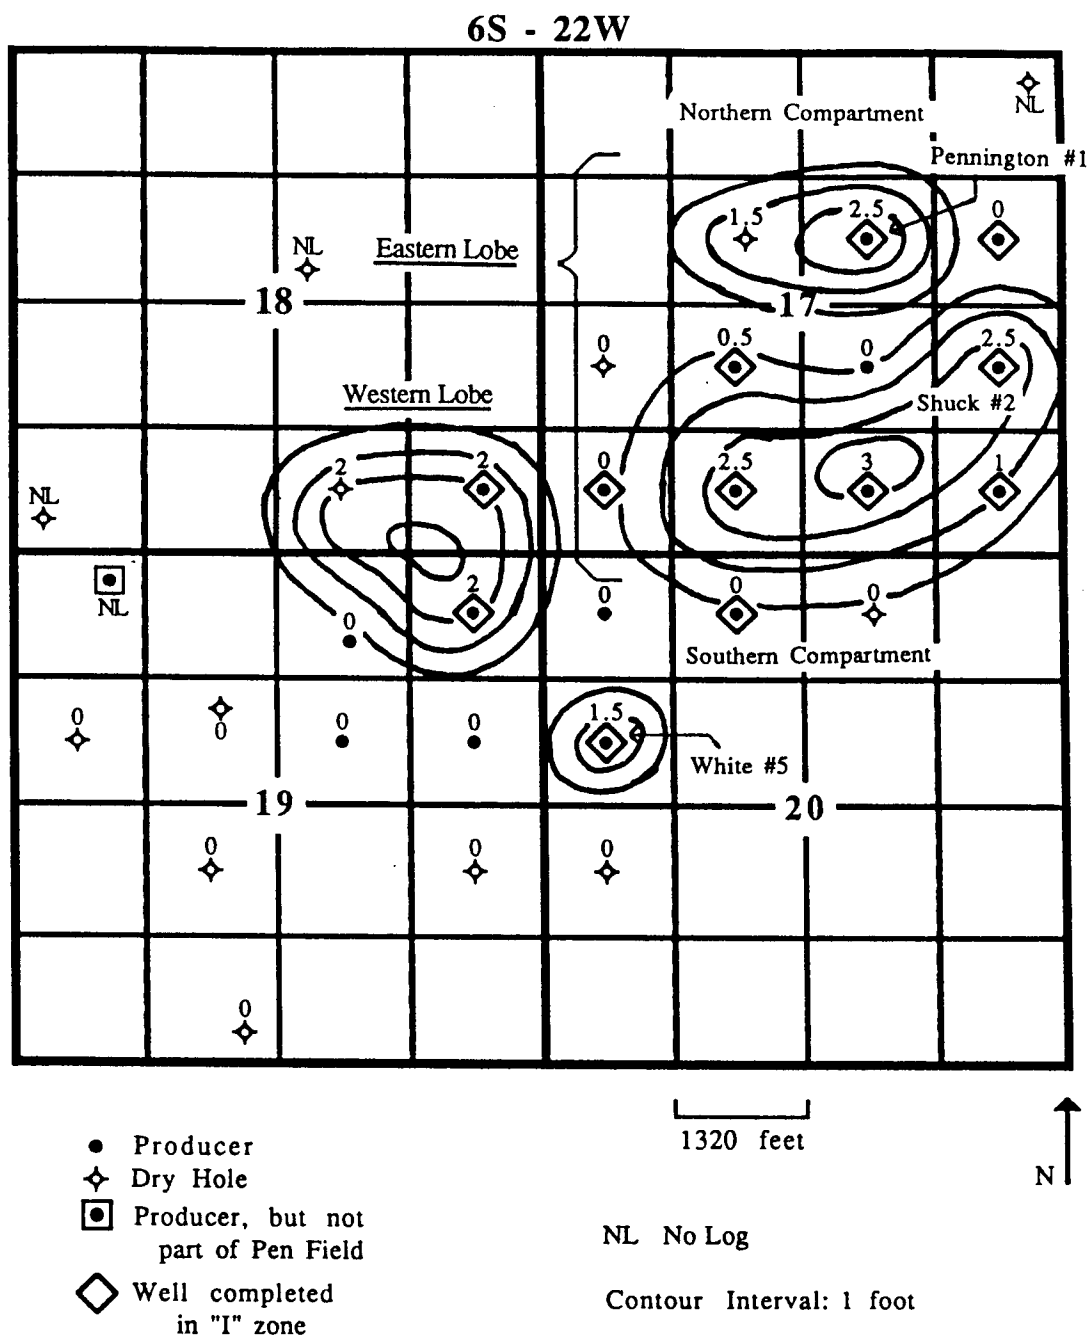 6S - 22W
NL
Northern Compartment
Pennington #1
1.5
2.5
0
NL
Eastern Lobe
18
17
0
0.5
0
2.5
Western Lobe
Shuck #2
2
2
0
2.5
3
1
NL
NL
2
0
0
0
0
Southern Compartment
0
0
0
0
1.5
White #5
19
20
0
0
0
0
1320 feet
N
Producer
Dry Hole
Producer, but not
part of Pen Field
Well completed
in "I" zone
NL No Log
Contour Interval: 1 foot